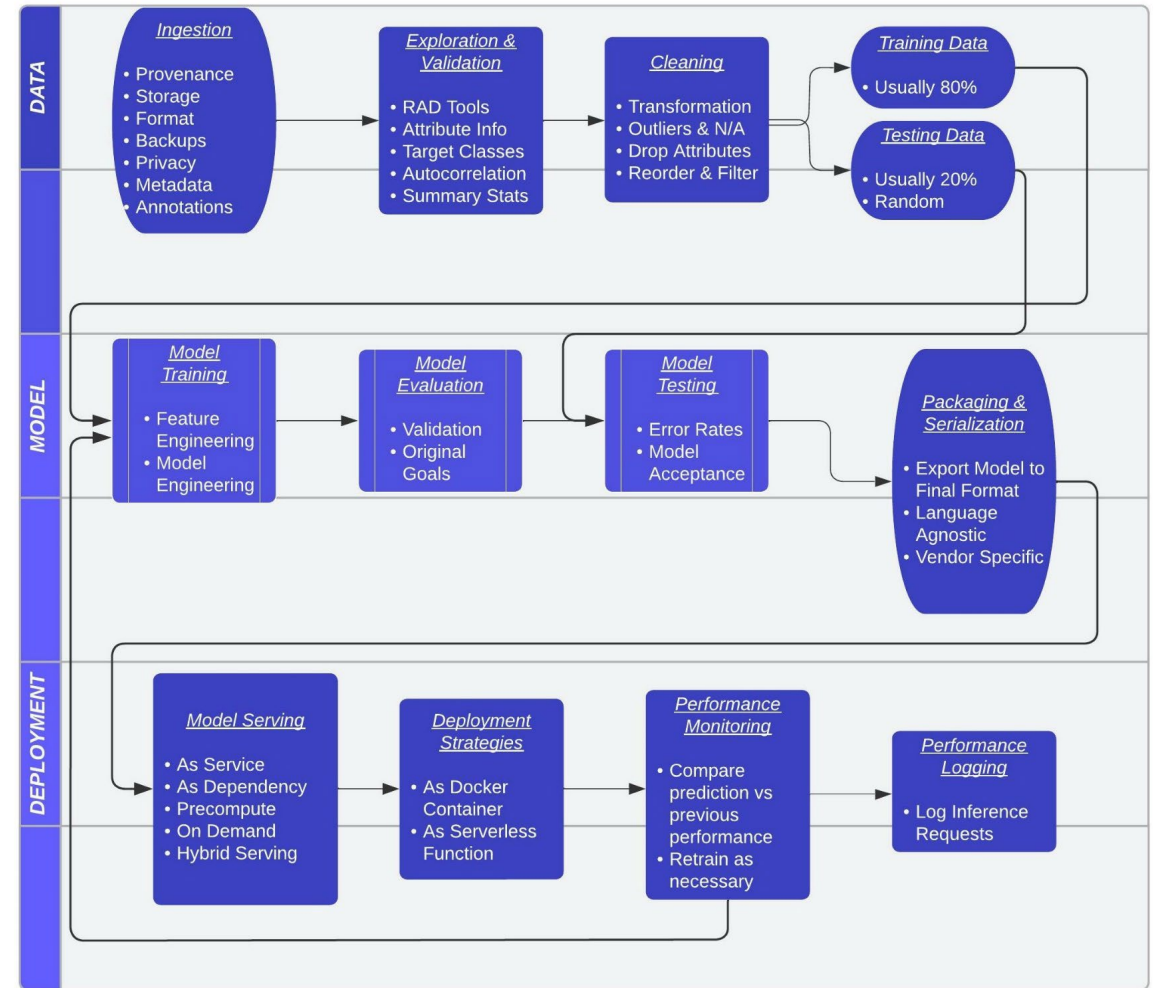 DATA
Ingestion
• Provenance
• Storage
• Format
• Backups
• Privacy
• Metadata
• Annotations
Exploration &
Validation
• RAD Tools
• Attribute Info
• Target Classes
• Autocorrelation
• Summary Stats
Cleaning
• Transformation
• Outliers & N/A
• Drop Attributes
• Reorder & Filter
Training Data
• Usually 80%
Testing Data
• Usually 20%
• Random
MODEL
Model
Training
• Feature
Engineering
• Model
Engineering
Model
Evaluation
• Validation
• Original
Goals
Model
Testing
• Error Rates
• Model
Acceptance
Packaging &
Serialization
• Export Model to
Final Format
• Language
Agnostic
• Vendor Specific
DEPLOYMENT
Model Serving
• As Service
• As Dependency
• Precompute
• On Demand
• Hybrid Serving
Deployment
Strategies
• As Docker
Container
• As Serverless
Function
Performance
Monitoring
• Compare
prediction vs
previous
performance
• Retrain as
necessary
Performance
Logging
• Log Inference
Requests